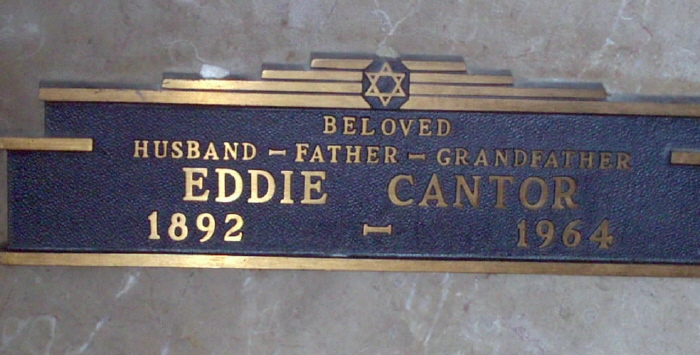 BELOVED
HUSBAND – FATHER – GRANDFATHER
EDDIE CANTOR
1892 – 1964